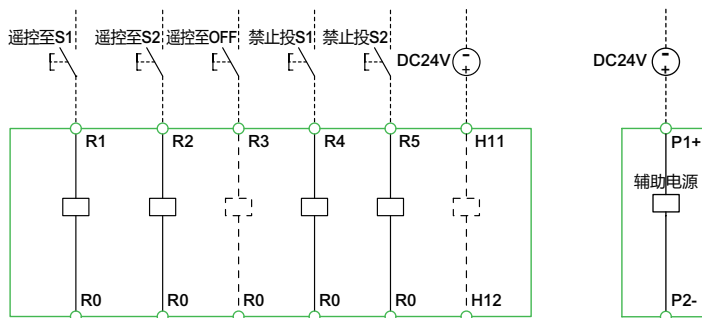 遥控至S1 遥控至S2 遥控至OFF 禁止投S1 禁止投S2
DC24V - + DC24V - +
R1 R2 R3 R4 R5 H11 P1+
辅助电源
R0 R0 R0 R0 R0 H12 P2-